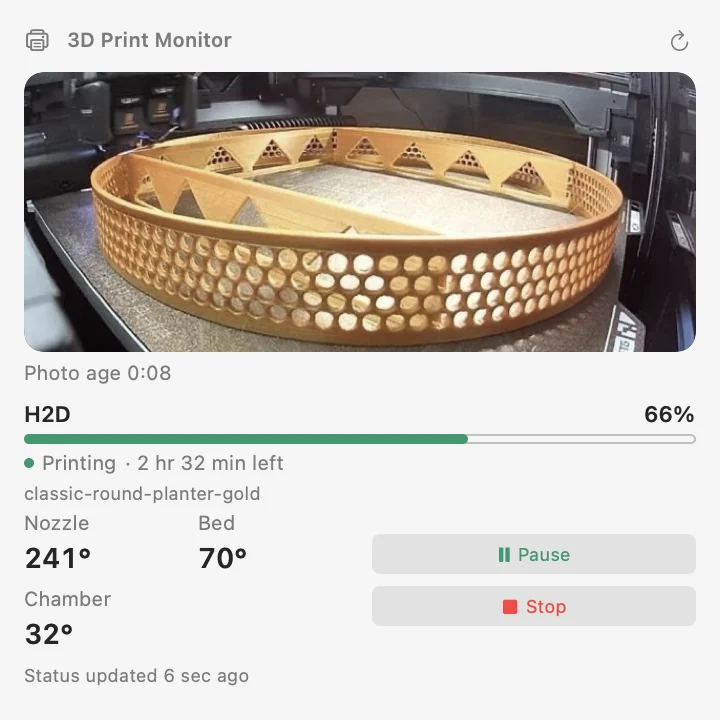 3D Print Monitor
Photo age 0:08
H2D 66%
Printing · 2 hr 32 min left
classic-round-planter-gold
Nozzle Bed
241° 70°
Pause
Chamber
Stop
32°
Status updated 6 sec ago